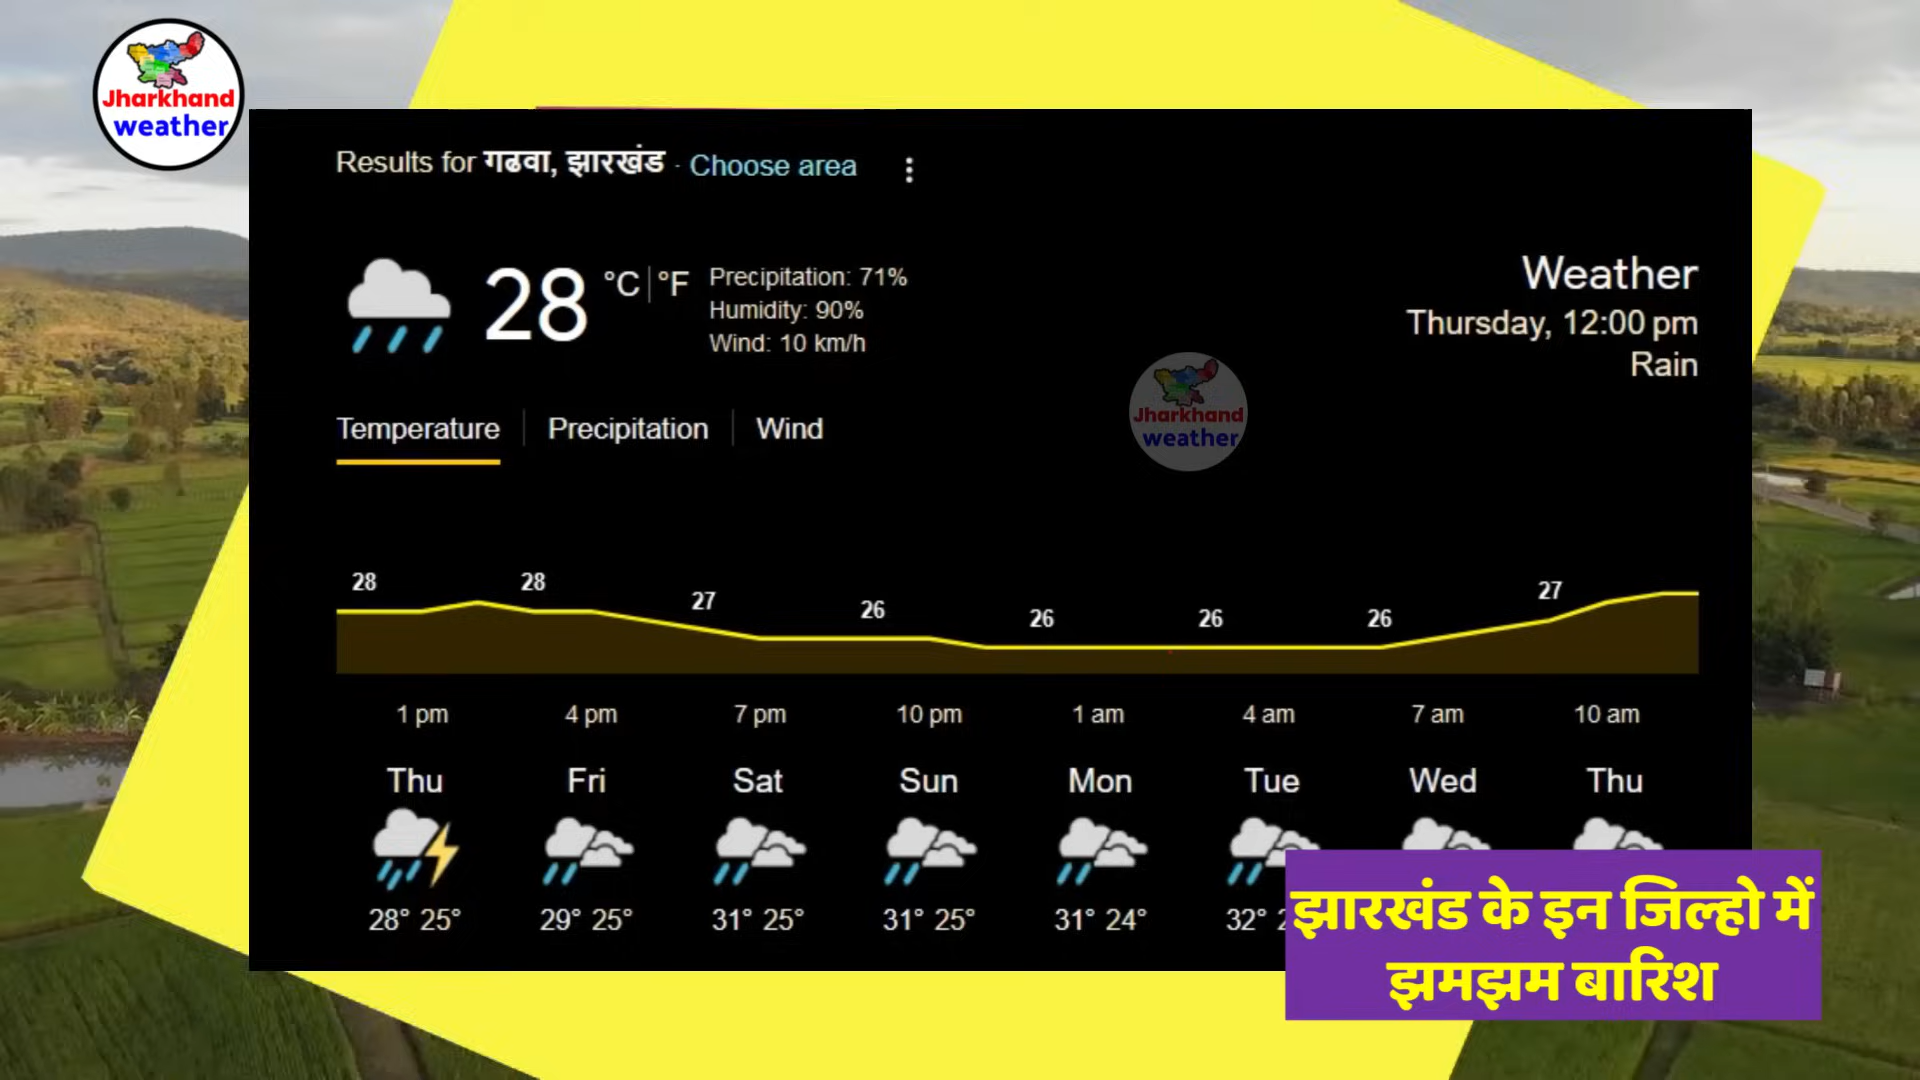 Jharkhand
weather
Results for गढवा, झारखंड · Choose area
28 °C | °F
Precipitation: 71%
Humidity: 90%
Wind: 10 km/h
Weather
Thursday, 12:00 pm
Rain
Jharkhand
weather
Temperature Precipitation Wind
28 28 27 26 26 26 26 27
1 pm 4 pm 7 pm 10 pm 1 am 4 am 7 am 10 am
Thu Fri Sat Sun Mon Tue Wed Thu
28° 25° 29° 25° 31° 25° 31° 25° 31° 24° 32°
झारखंड के इन जिल्हो में
झमझम बारिश